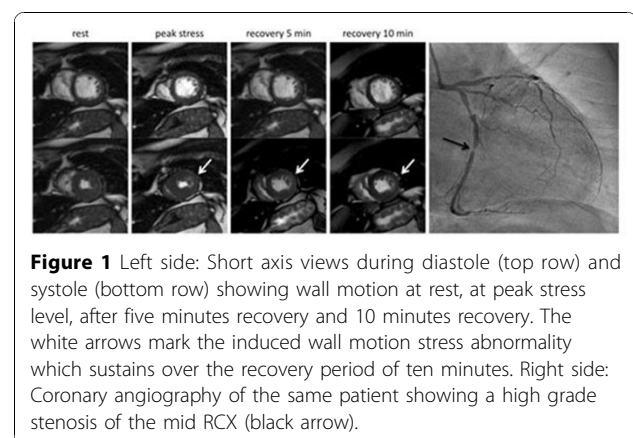 rest peak stress recovery 5 min recovery 10 min
Figure 1 Left side: Short axis views during diastole (top row) and
systole (bottom row) showing wall motion at rest, at peak stress
level, after five minutes recovery and 10 minutes recovery. The
white arrows mark the induced wall motion stress abnormality
which sustains over the recovery period of ten minutes. Right side:
Coronary angiography of the same patient showing a high grade
stenosis of the mid RCX (black arrow).